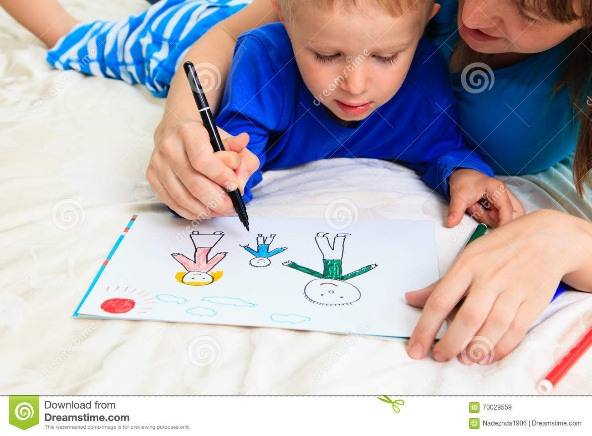 Download from
Dreamstime.com
This watermarked comp image is for previewing purposes only.
70029559
Nadezhda1906 | Dreamstime.com